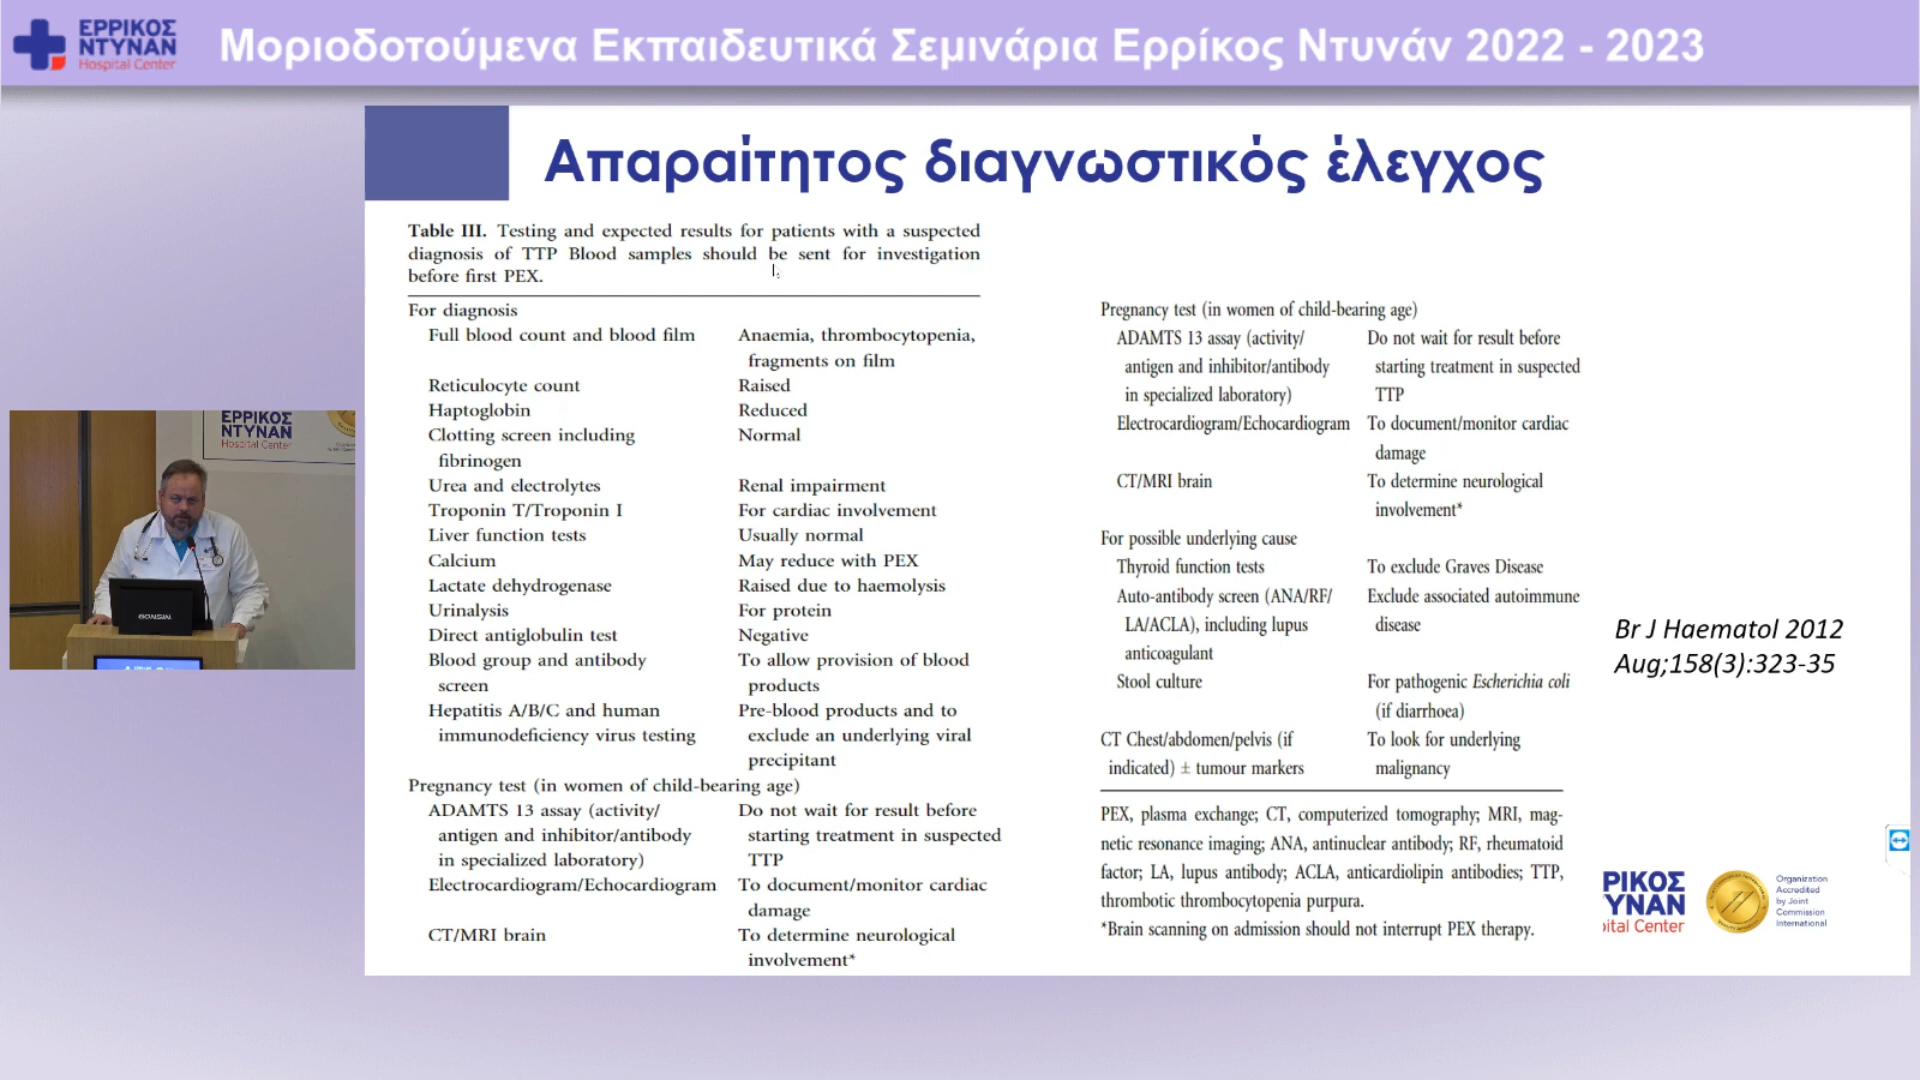 ΕΡΡΙΚΟΣ
ΝΤΥΝΑΝ
Hospital Center
Μοριοδοτούμενα Εκπαιδευτικά Σεμινάρια Ερρίκος Ντυνάν 2022 - 2023
Απαραίτητος διαγνωστικός έλεγχος
Table III. Testing and expected results for patients with a suspected
diagnosis of TTP Blood samples should be sent for investigation
before first PEX.
For diagnosis
Full blood count and blood film Anaemia, thrombocytopenia,
fragments on film
Reticulocyte count Raised
Haptoglobin Reduced
Clotting screen including Normal
fibrinogen
Urea and electrolytes Renal impairment
Troponin T/Troponin I For cardiac involvement
Liver function tests Usually normal
Calcium May reduce with PEX
Lactate dehydrogenase Raised due to haemolysis
Urinalysis For protein
Direct antiglobulin test Negative
Blood group and antibody To allow provision of blood
screen products
Hepatitis A/B/C and human Pre-blood products and to
immunodeficiency virus testing exclude an underlying viral
precipitant
Pregnancy test (in women of child-bearing age)
ADAMTS 13 assay (activity/ Do not wait for result before
antigen and inhibitor/antibody starting treatment in suspected
in specialized laboratory) TTP
Electrocardiogram/Echocardiogram To document/monitor cardiac
damage
CT/MRI brain To determine neurological
involvement*
Pregnancy test (in women of child-bearing age)
ADAMTS 13 assay (activity/ Do not wait for result before
antigen and inhibitor/antibody starting treatment in suspected
in specialized laboratory) TTP
Electrocardiogram/Echocardiogram To document/monitor cardiac
damage
CT/MRI brain To determine neurological
involvement*
For possible underlying cause
Thyroid function tests To exclude Graves Disease
Auto-antibody screen (ANA/RF/ Exclude associated autoimmune
LA/ACLA), including lupus disease
anticoagulant
Stool culture For pathogenic Escherichia coli
(if diarrhoea)
CT Chest/abdomen/pelvis (if To look for underlying
indicated) ± tumour markers malignancy
PEX, plasma exchange; CT, computerized tomography; MRI, mag-
netic resonance imaging; ANA, antinuclear antibody; RF, rheumatoid
factor; LA, lupus antibody; ACLA, anticardiolipin antibodies; TTP,
thrombotic thrombocytopenia purpura.
*Brain scanning on admission should not interrupt PEX therapy.
Br J Haematol 2012
Aug;158(3):323-35
ΡΙΚΟΣ
ΥΝΑΝ
ital Center
Organization
Accredited
by Joint
Commission
International
ΕΡΡΙΚΟΣ
ΝΤΥΝΑΝ
Hospital Center
GONSIN